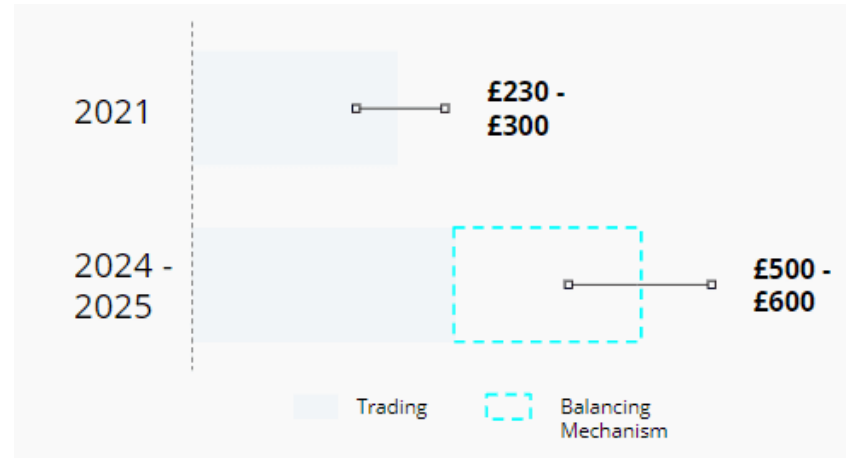 2021
£230 -
£300
2024 -
2025
£500 -
£600
Trading
Balancing
Mechanism